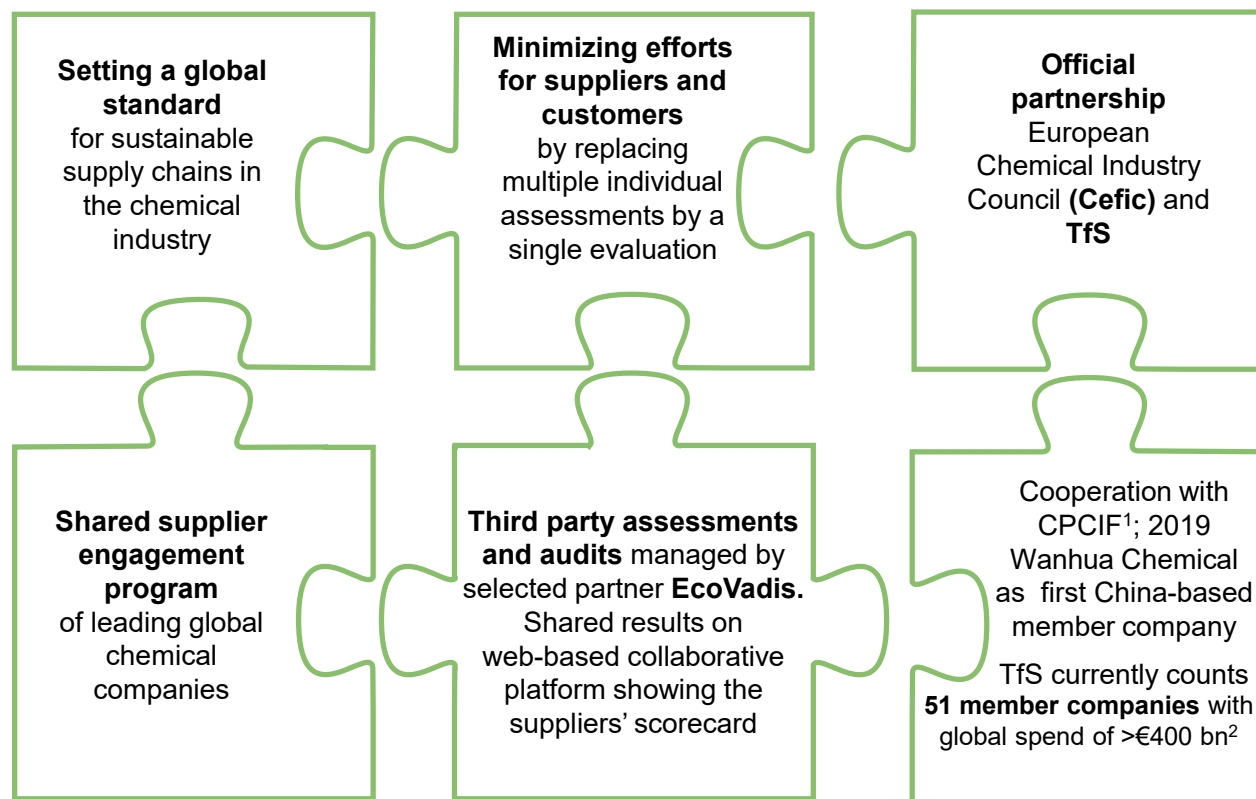 Setting a global
standard
for sustainable
supply chains in
the chemical
industry
Minimizing efforts
for suppliers and
customers
by replacing
multiple individual
assessments by a
single evaluation
Official
partnership
European
Chemical Industry
Council (Cefic) and
TfS
Shared supplier
engagement
program
of leading global
chemical
companies
Third party assessments
and audits managed by
selected partner EcoVadis.
Shared results on
web-based collaborative
platform showing the
suppliers’ scorecard
Cooperation with
CPCIF¹; 2019
Wanhua Chemical
as first China-based
member company
TfS currently counts
51 member companies with
global spend of >€400 bn²